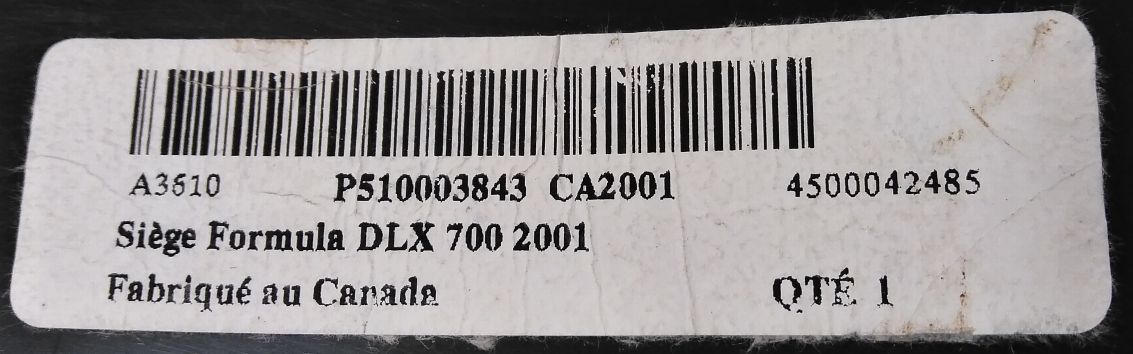 A3610 P510003843 CA2001 4500042485
Siège Formula DLX 700 2001
Fabriqué au Canada QTÉ 1